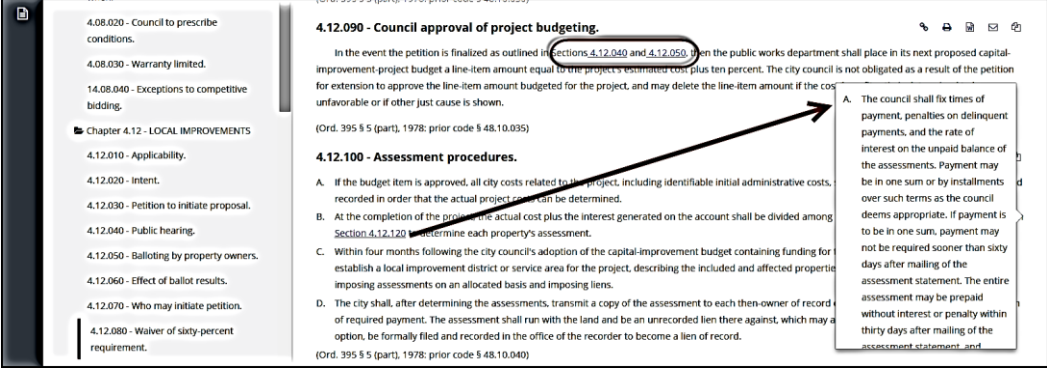 4.08.020 - Council to prescribe
conditions.
4.08.030 - Warranty limited.
14.08.040 - Exceptions to competitive
bidding.
Chapter 4.12 - LOCAL IMPROVEMENTS
4.12.010 - Applicability.
4.12.020 - Intent.
4.12.030 - Petition to initiate proposal.
4.12.040 - Public hearing.
4.12.050 - Balloting by property owners.
4.12.060 - Effect of ballot results.
4.12.070 - Who may initiate petition.
4.12.080 - Waiver of sixty-percent
requirement.
4.12.090 - Council approval of project budgeting.
In the event the petition is finalized as outlined in Sections 4.12.040 and 4.12.050, then the public works department shall place in its next proposed capital-
improvement-project budget a line-item amount equal to the project's estimated cost plus ten percent. The city council is not obligated as a result of the petition
for extension to approve the line-item amount budgeted for the project, and may delete the line-item amount if the cos
unfavorable or if other just cause is shown.
(Ord. 395 § 5 (part), 1978: prior code § 48.10.035)
4.12.100 - Assessment procedures.
A. If the budget item is approved, all city costs related to the project, including identifiable initial administrative costs,
recorded in order that the actual project costs can be determined.
B. At the completion of the project, the actual cost plus the interest generated on the account shall be divided among
Section 4.12.120 to determine each property's assessment.
C. Within four months following the city council's adoption of the capital-improvement budget containing funding for
establish a local improvement district or service area for the project, describing the included and affected propertie
imposing assessments on an allocated basis and imposing liens.
D. The city shall, after determining the assessments, transmit a copy of the assessment to each then-owner of record
of required payment. The assessment shall run with the land and be an unrecorded lien there against, which may a
option, be formally filed and recorded in the office of the recorder to become a lien of record.
(Ord. 395 § 5 (part), 1978: prior code § 48.10.040)
A. The council shall fix times of
payment, penalties on delinquent
payments, and the rate of
interest on the unpaid balance of
the assessments. Payment may
be in one sum or by installments
over such terms as the council
deems appropriate. If payment is
to be in one sum, payment may
not be required sooner than sixty
days after mailing of the
assessment statement. The entire
assessment may be prepaid
without interest or penalty within
thirty days after mailing of the
assessment statement, and